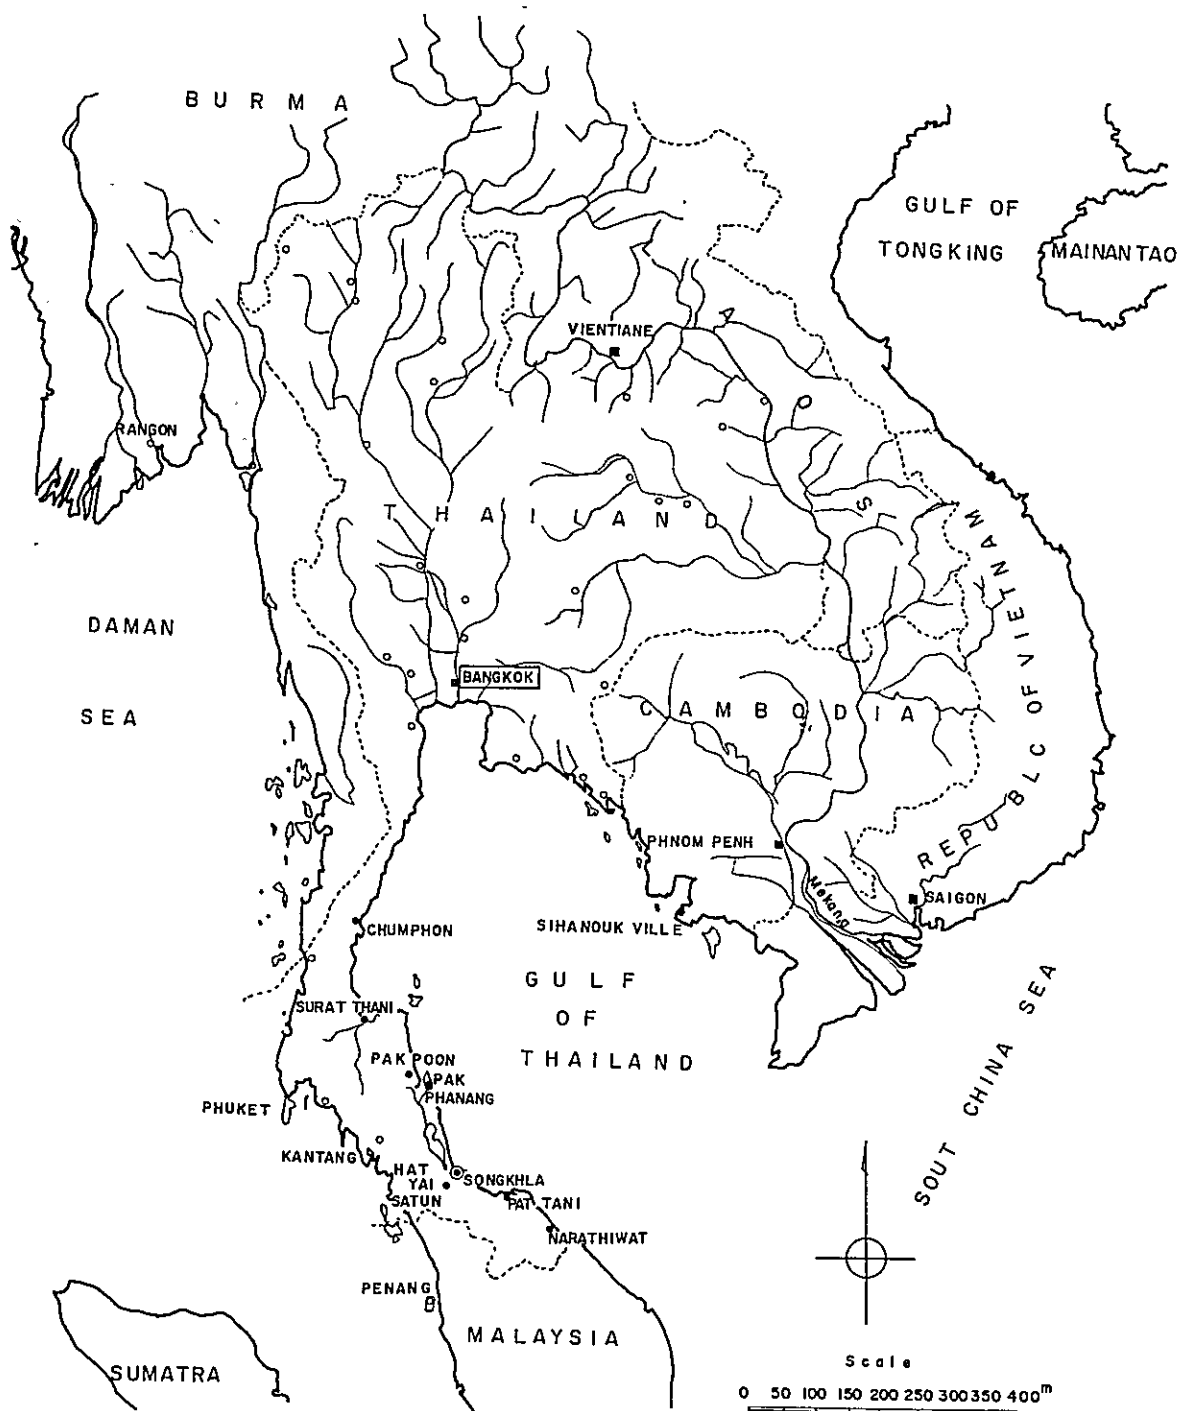 BURMA
GULF OF
TONGKING
MAINANTAO
VIENTIANE
LAOS
RANGON
THAILAND
DAMAN
SEA
BANGKOK
CAMBODIA
REPUBLC OF VIETNAM
PHNOM PENH
Mekong
SAIGON
CHUMPHON
SIHANOUK VILLE
GULF
OF
THAILAND
SURAT THANI
PAK POON
PAK
PHANANG
PHUKET
KANTANG
HAT
YAI
SONGKHLA
SATUN
PAT TANI
NARATHIWAT
SOUT CHINA SEA
PENANG
MALAYSIA
SUMATRA
Scale
0 50 100 150 200 250 300 350 400m